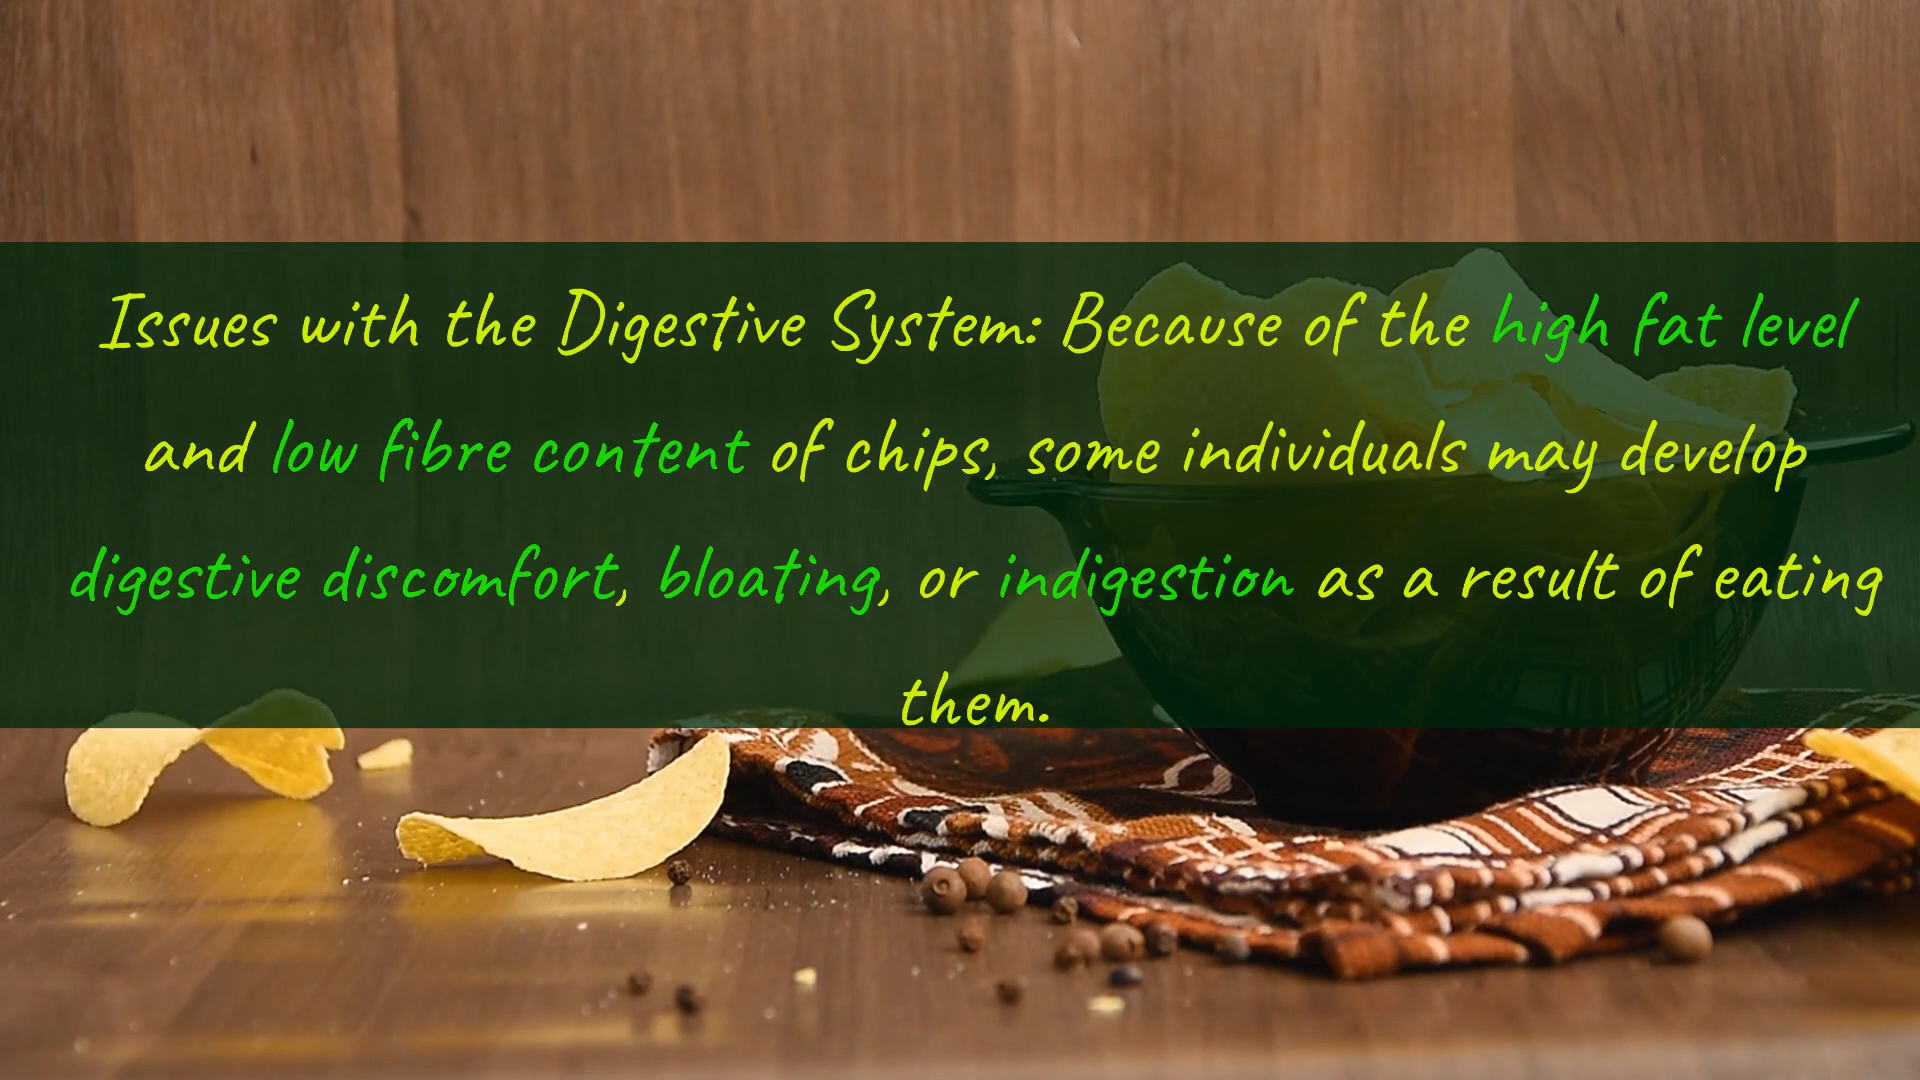 Issues with the Digestive System: Because of the high fat level
and low fibre content of chips, some individuals may develop
digestive discomfort, bloating, or indigestion as a result of eating
them.